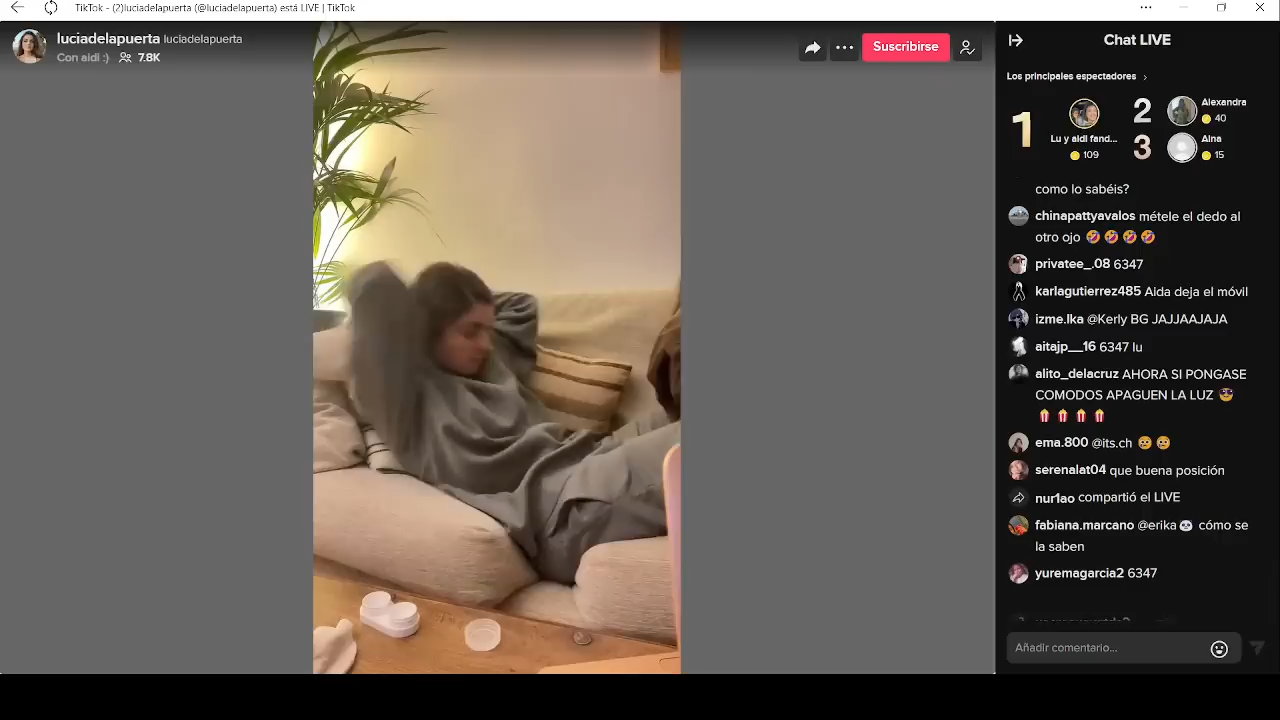 TikTok - (2)luciadelapuerta (@luciadelapuerta) está LIVE | TikTok
luciadelapuerta luciadelapuerta
Con aidi :) 7.8K
Suscribirse
Chat LIVE
Los principales espectadores
1 Lu y aidi fand... 109
2 Alexandra 40
3 Aina 15
como lo sabéis?
chinapattyavalos métele el dedo al
otro ojo 🤣 🤣 🤣 🤣
privatee_.08 6347
karlagutierrez485 Aida deja el móvil
izme.lka @Kerly BG JAJJAAJAJA
aitajp__16 6347 lu
alito_delacruz AHORA SI PONGASE
COMODOS APAGUEN LA LUZ 😎
🍿 🍿 🍿 🍿
ema.800 @its.ch 🥺 🥺
serenalat04 que buena posición
nur1ao compartió el LIVE
fabiana.marcano @erika💀 cómo se
la saben
yuremagarcia2 6347
Añadir comentario...